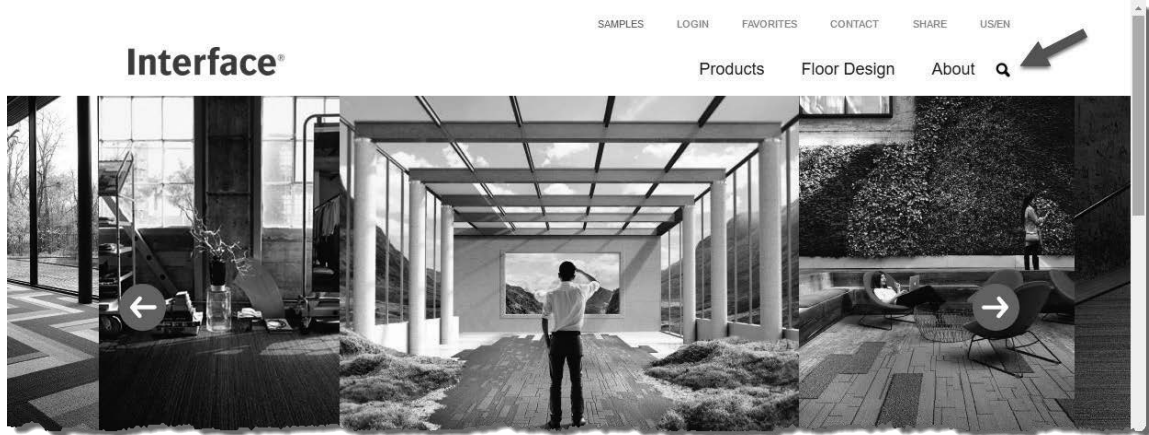 SAMPLES LOGIN FAVORITES CONTACT SHARE US/EN
Interface®
Products Floor Design About